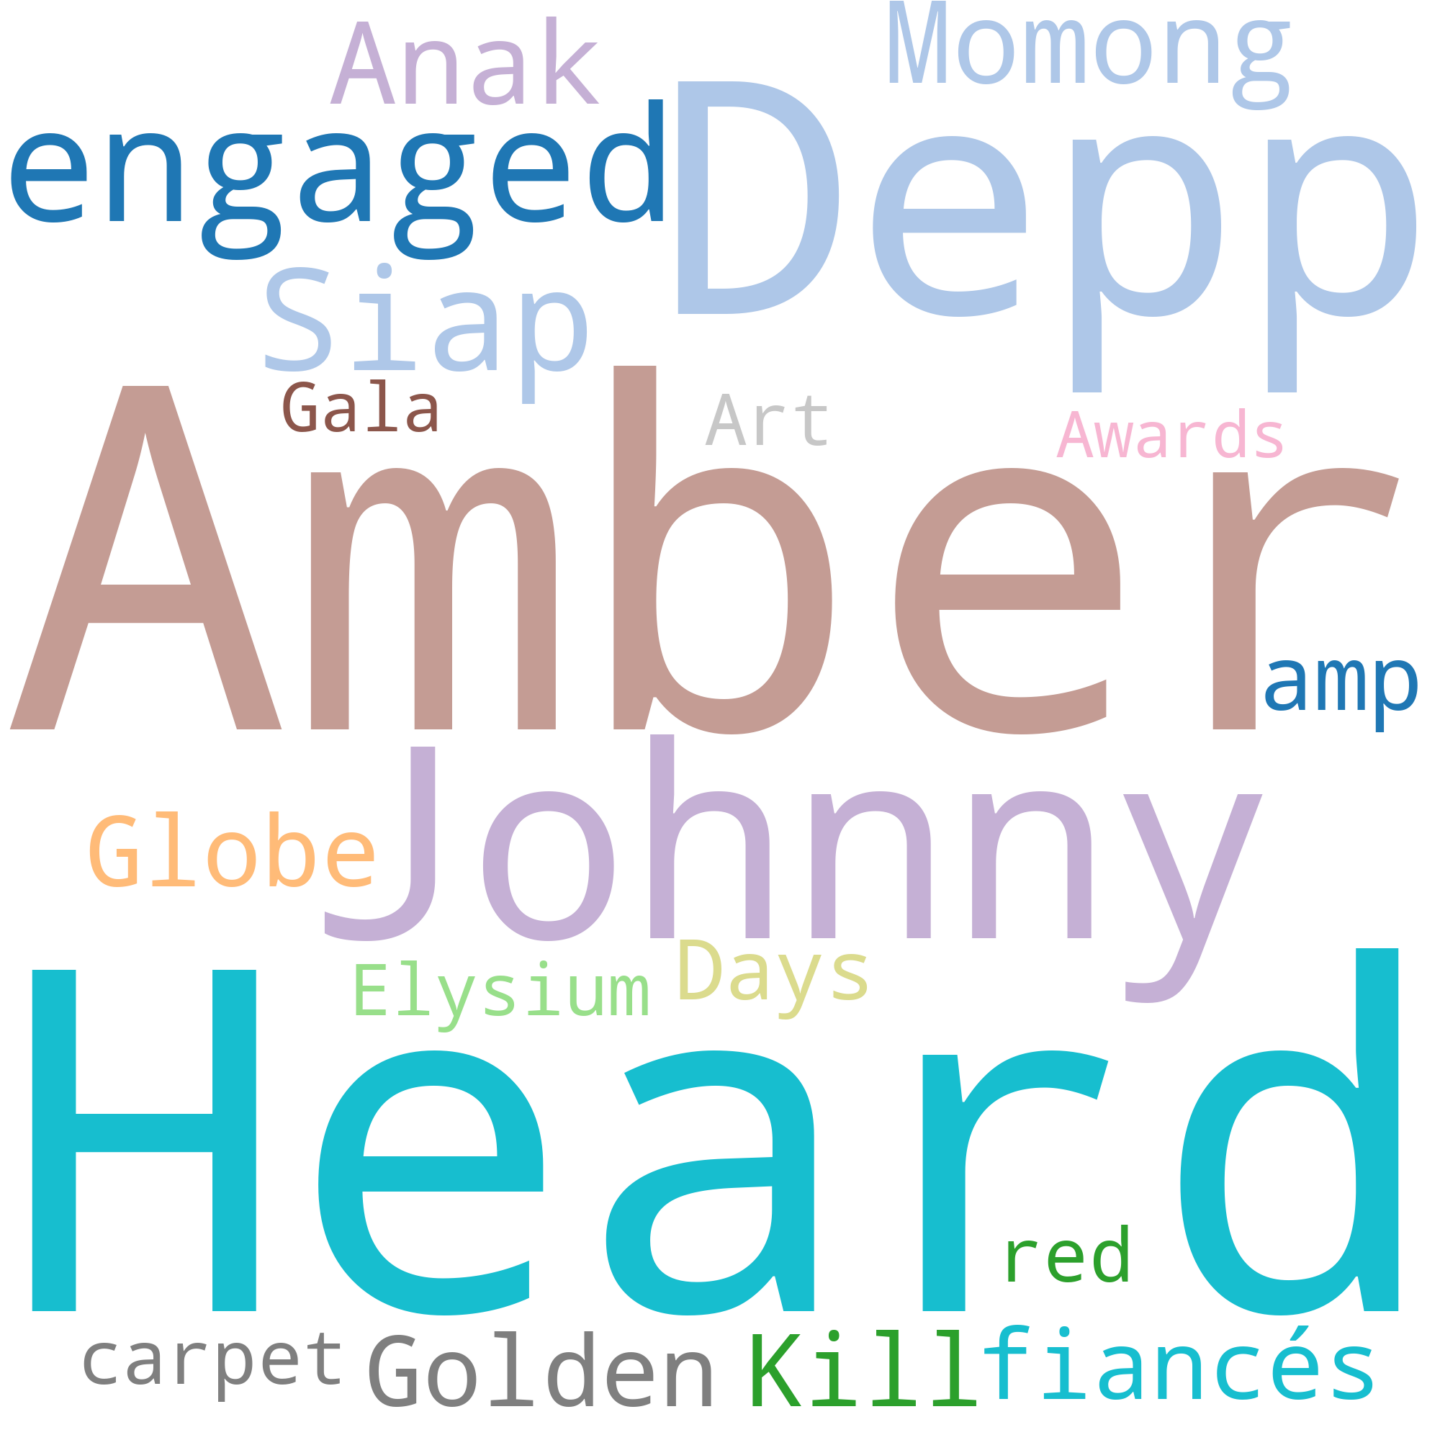 Anak
Momong
engaged
Depp
Siap
Gala
Art
Awards
Amber
amp
Johnny
Globe
Days
Elysium
Heard
red
carpet
Golden
Kill
fiancés